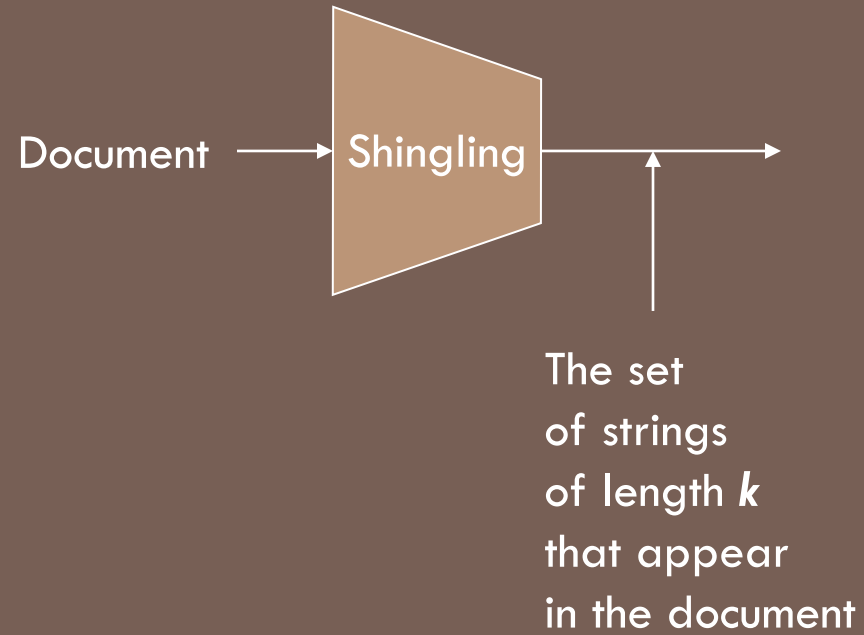 Document
Shingling
The set
of strings
of length k
that appear
in the document